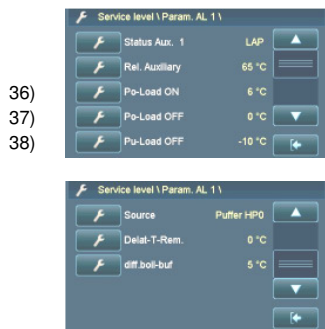 Service level \ Param. AL 1 \
Status Aux. 1 LAP
Rel. Auxiliary 65 °C
36) Po-Load ON 6 °C
37) Po-Load OFF 0 °C
38) Pu-Load OFF -10 °C
Service level \ Param. AL 1 \
Source Puffer HP0
Delat-T-Rem. 0 °C
diff.boil-buf 5 °C